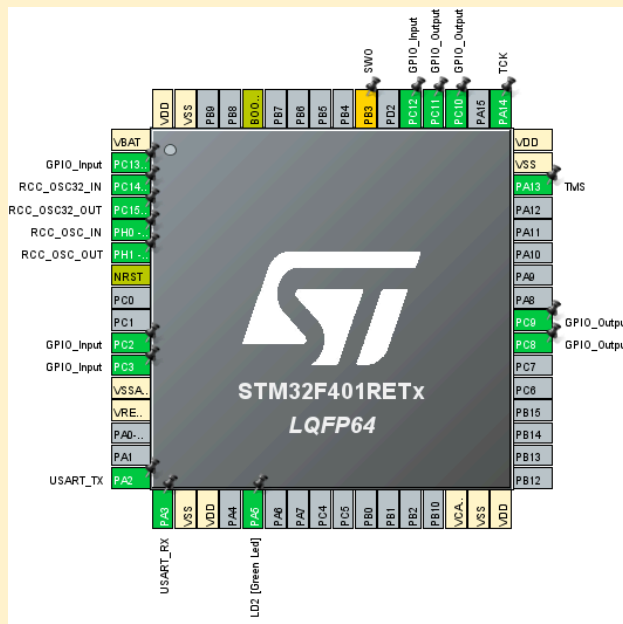 SWO
GPIO_Input
GPIO_Output
GPIO_Output
TCK
VDD
VSS
PB9
PB8
BOO..
PB7
PB6
PB5
PB4
PB3
PD2
PC12
PC11
PC10
PA15
PA14
VBAT
GPIO_Input PC13..
RCC_OSC32_IN PC14..
RCC_OSC32_OUT PC15..
RCC_OSC_IN PH0 -..
RCC_OSC_OUT PH1 -..
NRST
PC0
PC1
GPIO_Input PC2
GPIO_Input PC3
VSSA..
VRE..
PA0-..
PA1
USART_TX PA2
STM32F401RETx
LQFP64
VDD
VSS
PA13 TMS
PA12
PA11
PA10
PA9
PA8
PC9 GPIO_Output
PC8 GPIO_Output
PC7
PC6
PB15
PB14
PB13
PB12
PA3
VSS
VDD
PA4
PA5
PA6
PA7
PC4
PC5
PB0
PB1
PB2
PB10
VCA..
VSS
VDD
USART_RX
LD2 [Green Led]